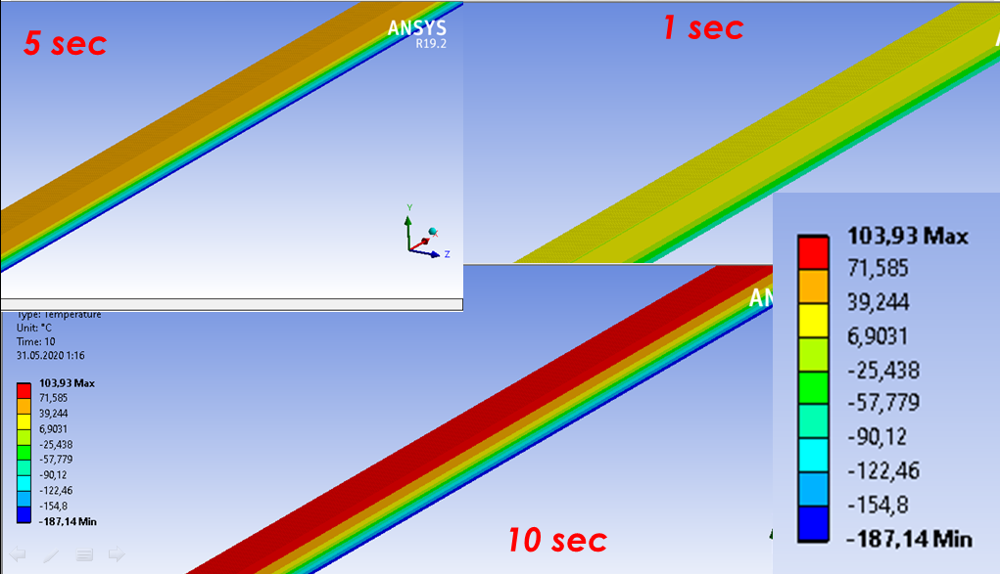 5 sec
ANSYS
R19.2
Y
X
Z
1 sec
Type: Temperature
Unit: °C
Time: 10
31.05.2020 1:16
103,93 Max
71,585
39,244
6,9031
-25,438
-57,779
-90,12
-122,46
-154,8
-187,14 Min
AN
10 sec
103,93 Max
71,585
39,244
6,9031
-25,438
-57,779
-90,12
-122,46
-154,8
-187,14 Min